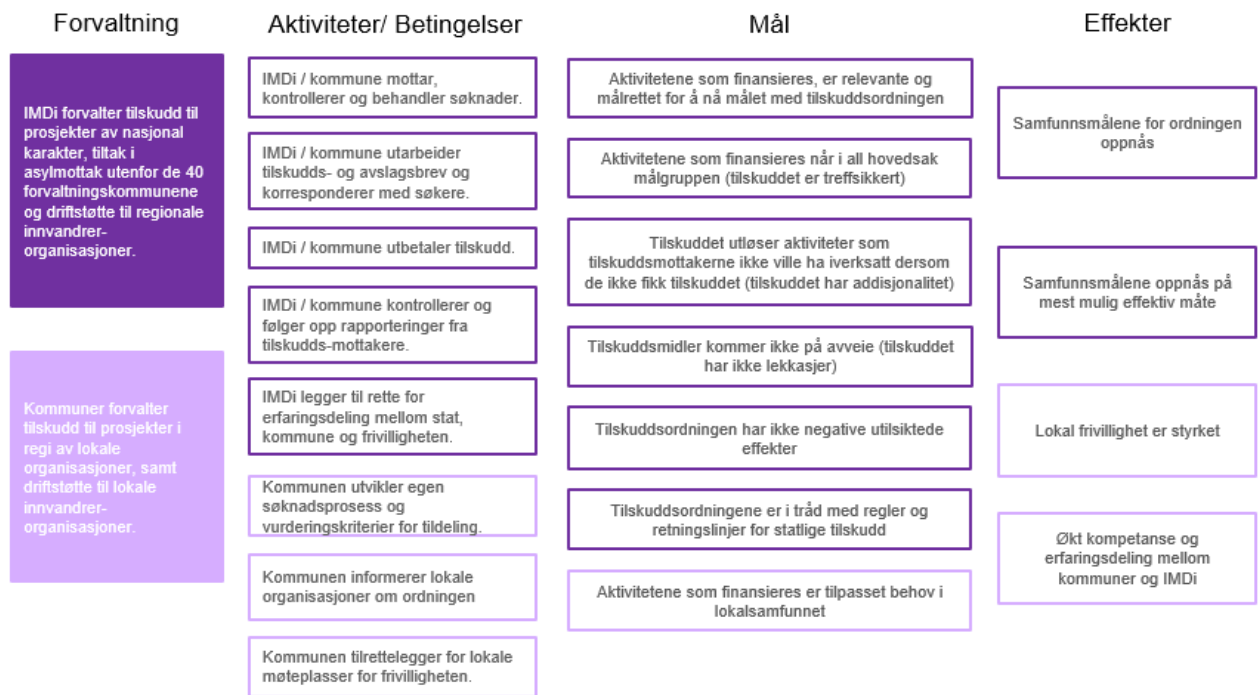 Forvaltning
IMDi forvalter tilskudd til
prosjekter av nasjonal
karakter, tiltak i
asylmottak utenfor de 40
forvaltningskommunene
og driftstøtte til regionale
innvandrer-
organisasjoner.
Kommuner forvalter
tilskudd til prosjekter i
regi av lokale
organisasjoner, samt
driftstøtte til lokale
innvandrer-
organisasjoner.
Aktiviteter/ Betingelser
IMDi / kommune mottar,
kontrollerer og behandler søknader.
IMDi / kommune utarbeider
tilskudds- og avslagsbrev og
korresponderer med søkere.
IMDi / kommune utbetaler tilskudd.
IMDi / kommune kontrollerer og
følger opp rapporteringer fra
tilskudds-mottakere.
IMDi legger til rette for
erfaringsdeling mellom stat,
kommune og frivilligheten.
Kommunen utvikler egen
søknadsprosess og
vurderingskriterier for tildeling.
Kommunen informerer lokale
organisasjoner om ordningen
Kommunen tilrettelegger for lokale
møteplasser for frivilligheten.
Mål
Aktivitetene som finansieres, er relevante og
målrettet for å nå målet med tilskuddsordningen
Aktivitetene som finansieres når i all hovedsak
målgruppen (tilskuddet er treffsikkert)
Tilskuddet utløser aktiviteter som
tilskuddsmottakerne ikke ville ha iverksatt dersom
de ikke fikk tilskuddet (tilskuddet har addisjonalitet)
Tilskuddsmidler kommer ikke på avveie (tilskuddet
har ikke lekkasjer)
Tilskuddsordningen har ikke negative utilsiktede
effekter
Tilskuddsordningene er i tråd med regler og
retningslinjer for statlige tilskudd
Aktivitetene som finansieres er tilpasset behov i
lokalsamfunnet
Effekter
Samfunnsmålene for ordningen
oppnås
Samfunnsmålene oppnås på
mest mulig effektiv måte
Lokal frivillighet er styrket
Økt kompetanse og
erfaringsdeling mellom
kommuner og IMDi